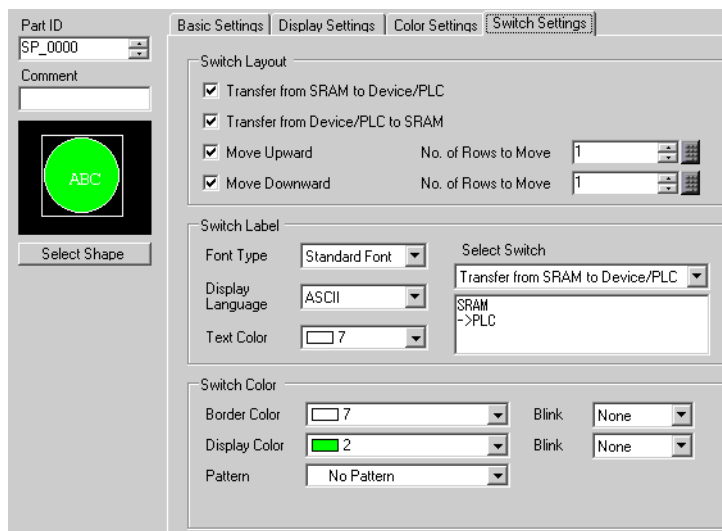 Part ID
SP_0000
Comment
ABC
Select Shape
Basic Settings Display Settings Color Settings Switch Settings
Switch Layout
Transfer from SRAM to Device/PLC
Transfer from Device/PLC to SRAM
Move Upward No. of Rows to Move 1
Move Downward No. of Rows to Move 1
Switch Label
Font Type Standard Font
Display Language ASCII
Text Color 7
Select Switch
Transfer from SRAM to Device/PLC
SRAM
->PLC
Switch Color
Border Color 7 Blink None
Display Color 2 Blink None
Pattern No Pattern